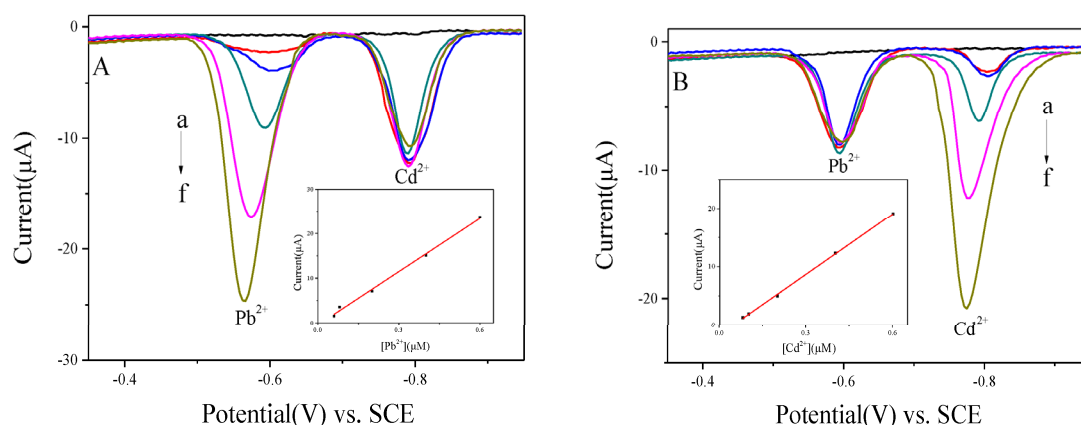 A
0
-10
-20
-30
Current(μA)
a
f
Pb²⁺
Cd²⁺
30
20
10
0
Current(μA)
0.0
0.3
0.6
[Pb²⁺](μM)
-0.4
-0.6
-0.8
Potential(V) vs. SCE
B
0
-10
-20
Current(μA)
a
f
Pb²⁺
Cd²⁺
20
10
0
Current(μA)
0.0
0.3
0.6
[Cd²⁺](μM)
-0.4
-0.6
-0.8
Potential(V) vs. SCE